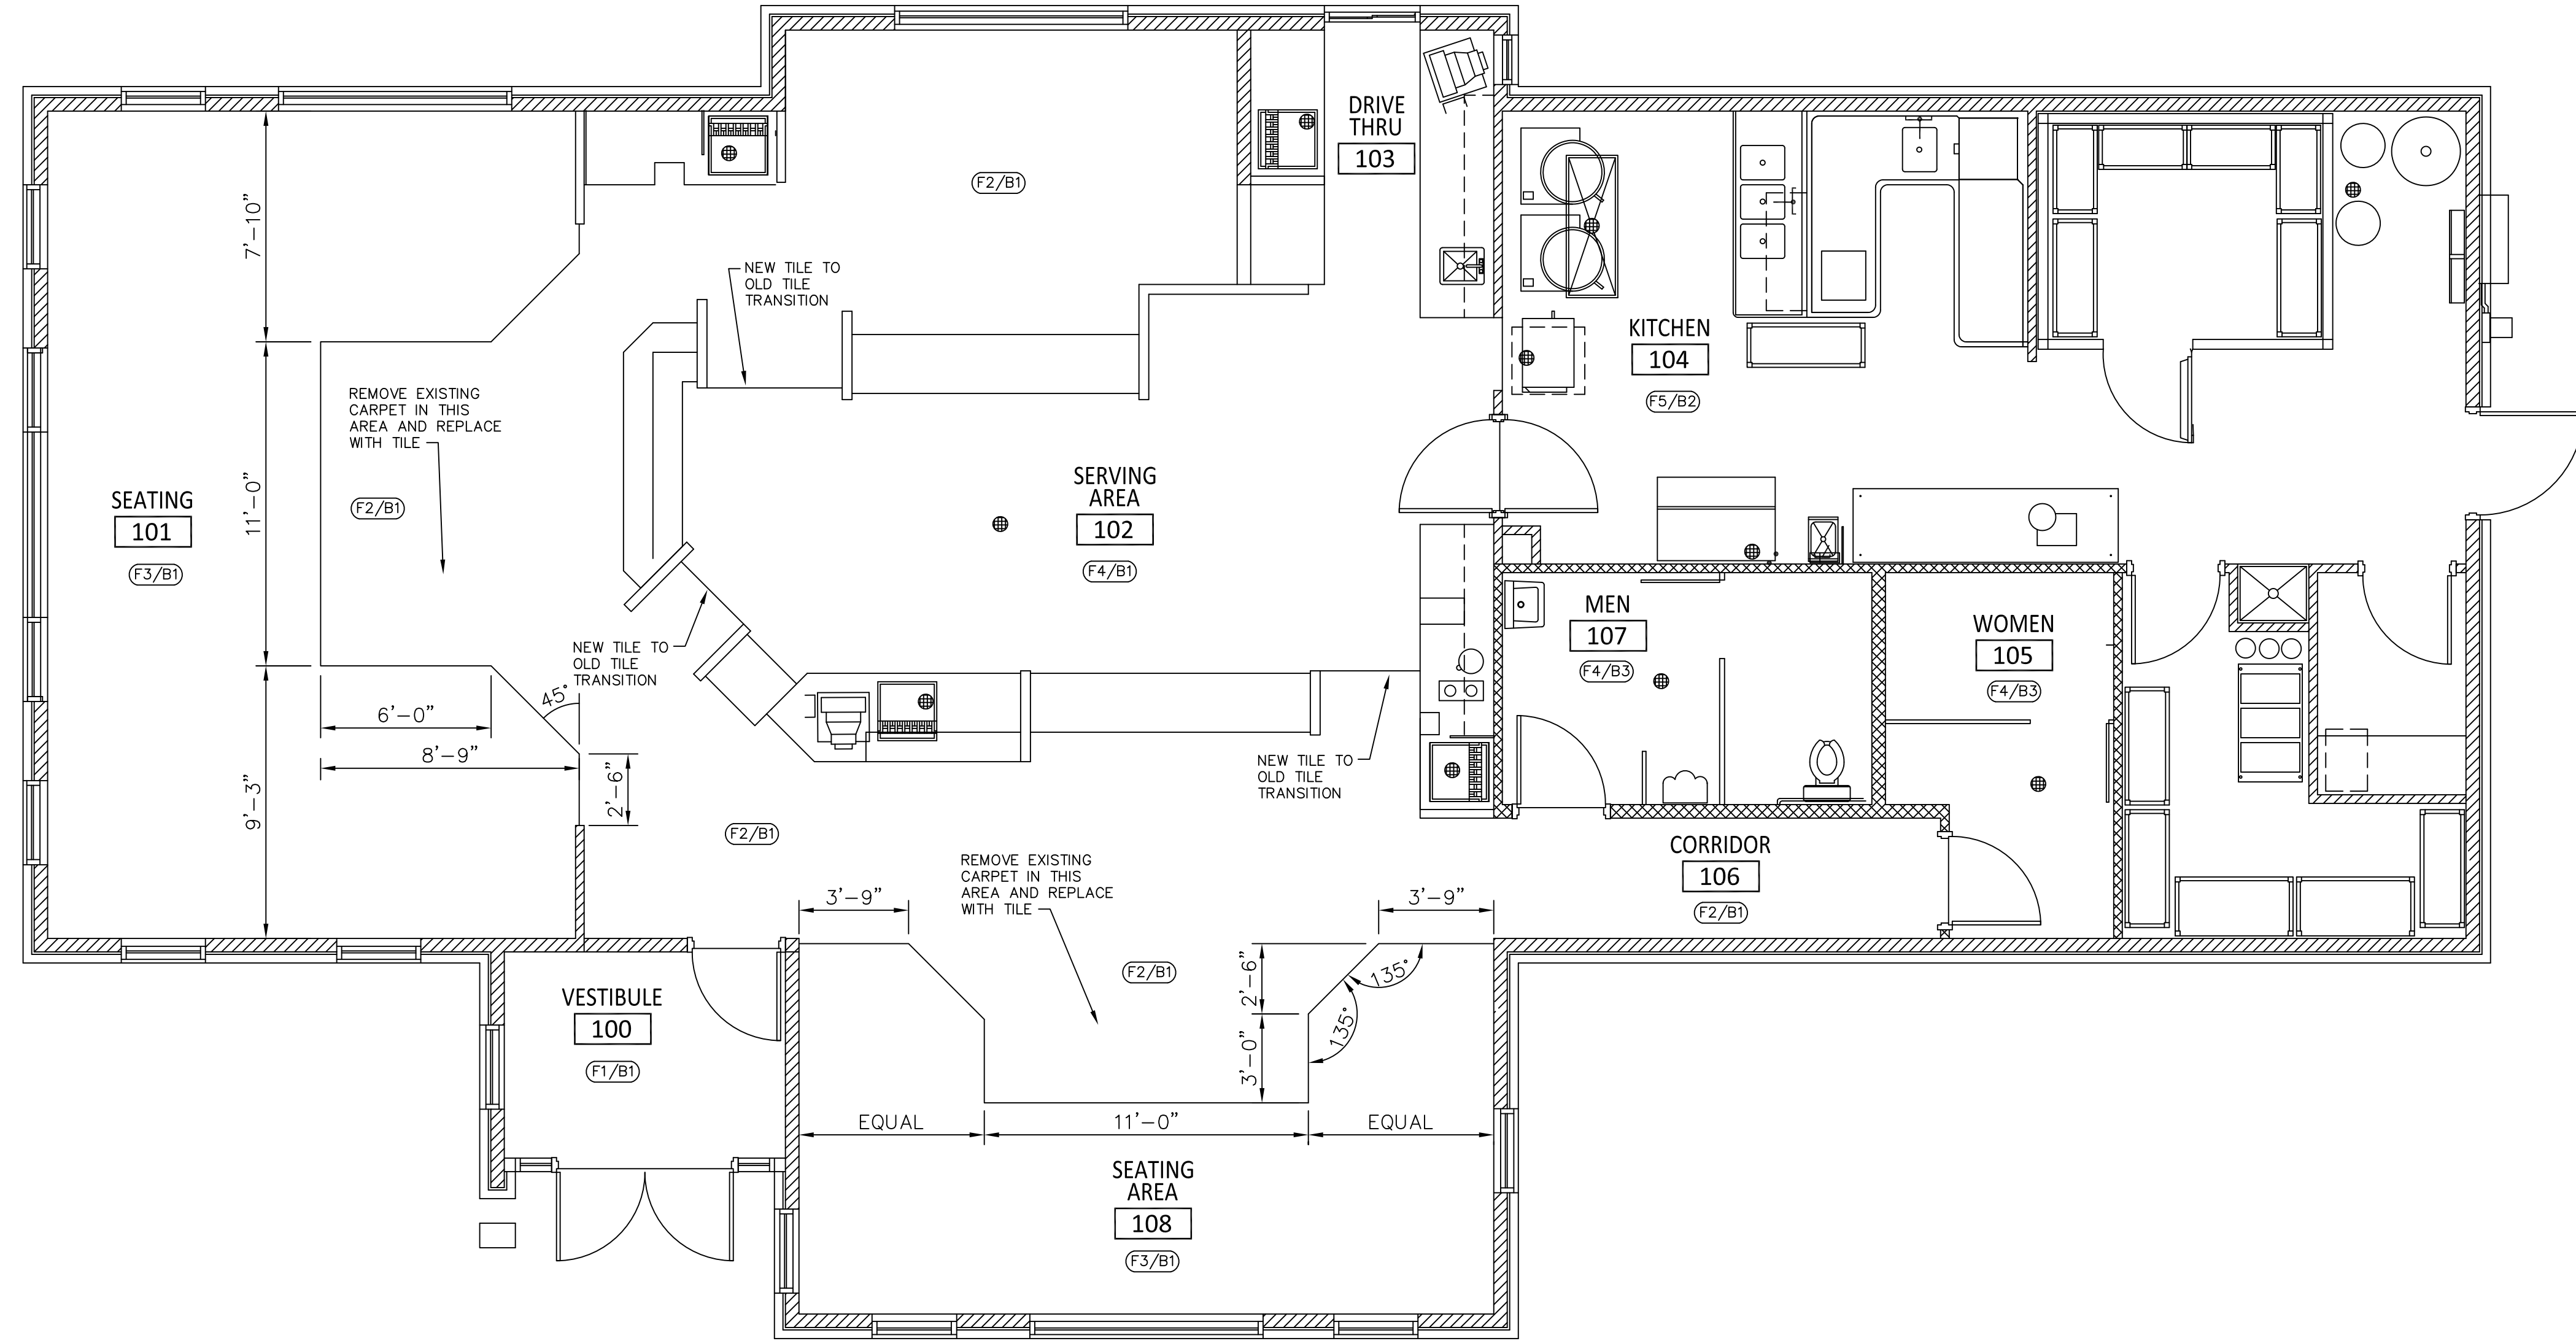 DRIVE
THRU
103
F2/B1
7'-10"
NEW TILE TO
OLD TILE
TRANSITION
KITCHEN
104
F5/B2
REMOVE EXISTING
CARPET IN THIS
AREA AND REPLACE
WITH TILE
SEATING
101
F3/B1
11'-0"
F2/B1
SERVING
AREA
102
F4/B1
MEN
107
F4/B3
WOMEN
105
F4/B3
NEW TILE TO
OLD TILE
TRANSITION
45°
6'-0"
8'-9"
2'-6"
9'-3"
NEW TILE TO
OLD TILE
TRANSITION
F2/B1
CORRIDOR
106
F2/B1
REMOVE EXISTING
CARPET IN THIS
AREA AND REPLACE
WITH TILE
3'-9"
3'-9"
F2/B1
2'-6"
135°
135°
3'-0"
VESTIBULE
100
F1/B1
EQUAL
11'-0"
EQUAL
SEATING
AREA
108
F3/B1